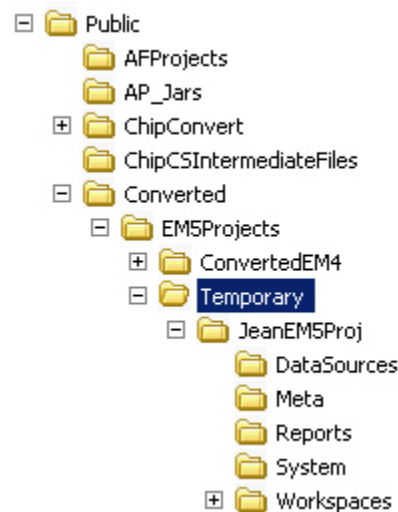 Public
AFProjects
AP_Jars
ChipConvert
ChipCSIntermediateFiles
Converted
EM5Projects
ConvertedEM4
Temporary
JeanEM5Proj
DataSources
Meta
Reports
System
Workspaces